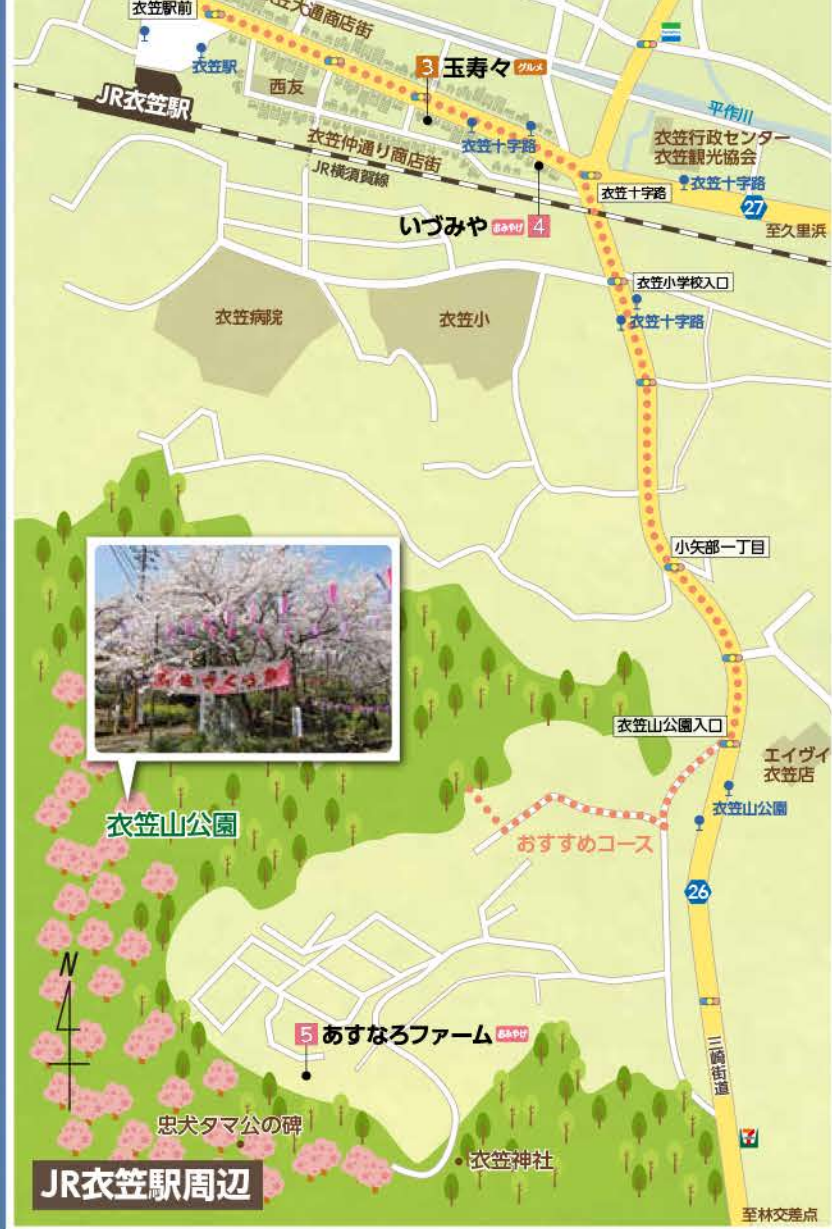 衣笠駅前
衣笠大通商店街
衣笠駅
JR衣笠駅
西友
3 玉寿々 グルメ
衣笠仲通り商店街
JR横須賀線
衣笠十字路
平作川
衣笠行政センター
衣笠観光協会
衣笠十字路
衣笠十字路
27
至久里浜
いづみや おみやげ 4
衣笠小学校入口
衣笠十字路
衣笠病院
衣笠小
小矢部一丁目
衣笠山公園入口
エイヴイ
衣笠店
衣笠山公園
衣笠山公園
おすすめコース
26
N
5 あすなろファーム おみやげ
三崎街道
忠犬タマ公の碑
衣笠神社
JR衣笠駅周辺
至林交差点